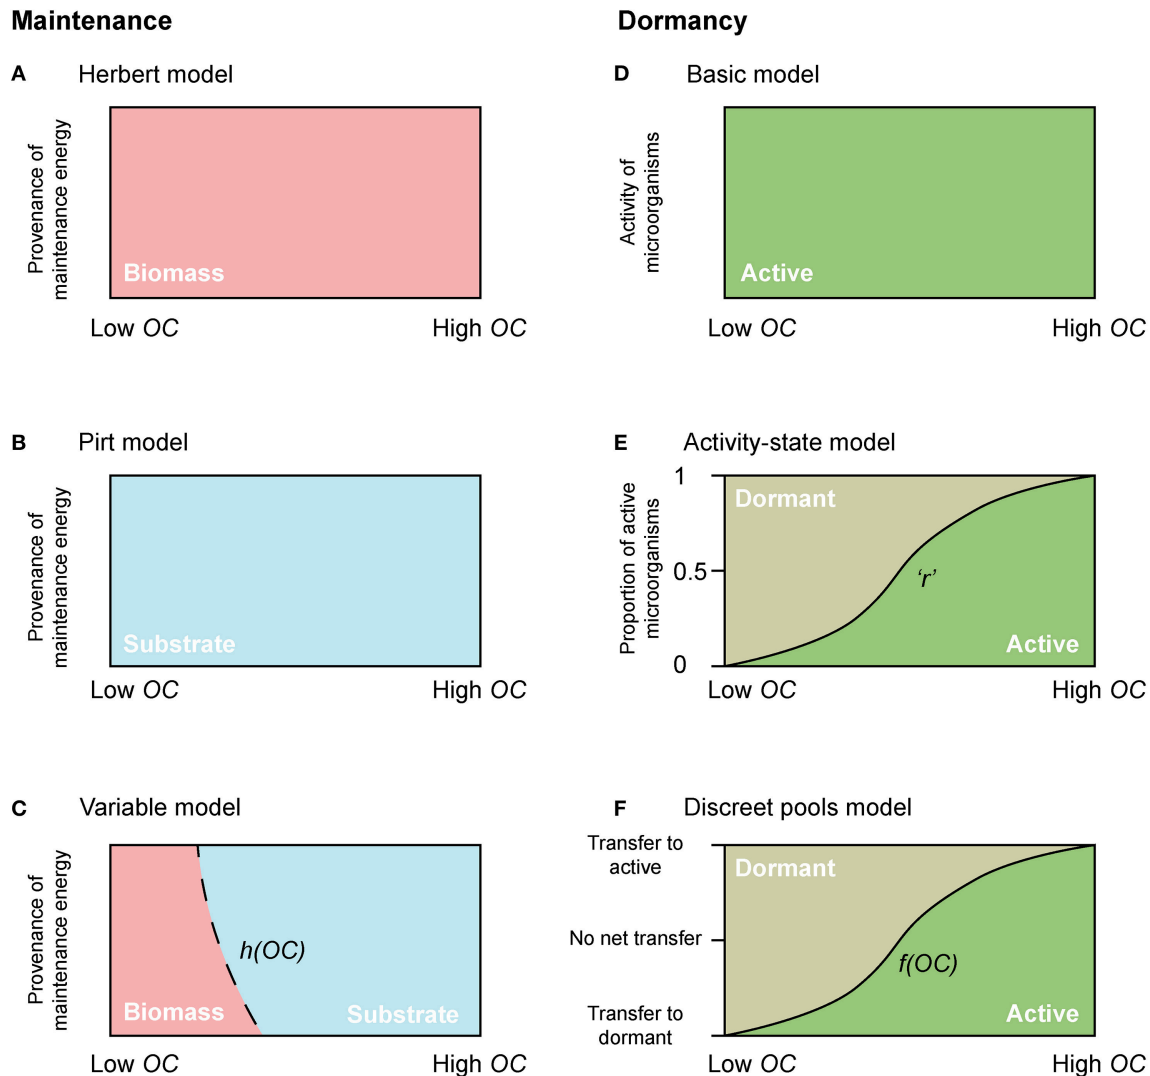 Maintenance
Dormancy
A
Herbert model
Provenance of
maintenance energy
Biomass
Low OC
High OC
D
Basic model
Activity of
microorganisms
Active
Low OC
High OC
B
Pirt model
Provenance of
maintenance energy
Substrate
Low OC
High OC
E
Activity-state model
Proportion of active
microorganisms
1
0.5
0
Dormant
‘r’
Active
Low OC
High OC
C
Variable model
Provenance of
maintenance energy
h(OC)
Biomass
Substrate
Low OC
High OC
F
Discreet pools model
Transfer to
active
No net transfer
Transfer to
dormant
Dormant
f(OC)
Active
Low OC
High OC